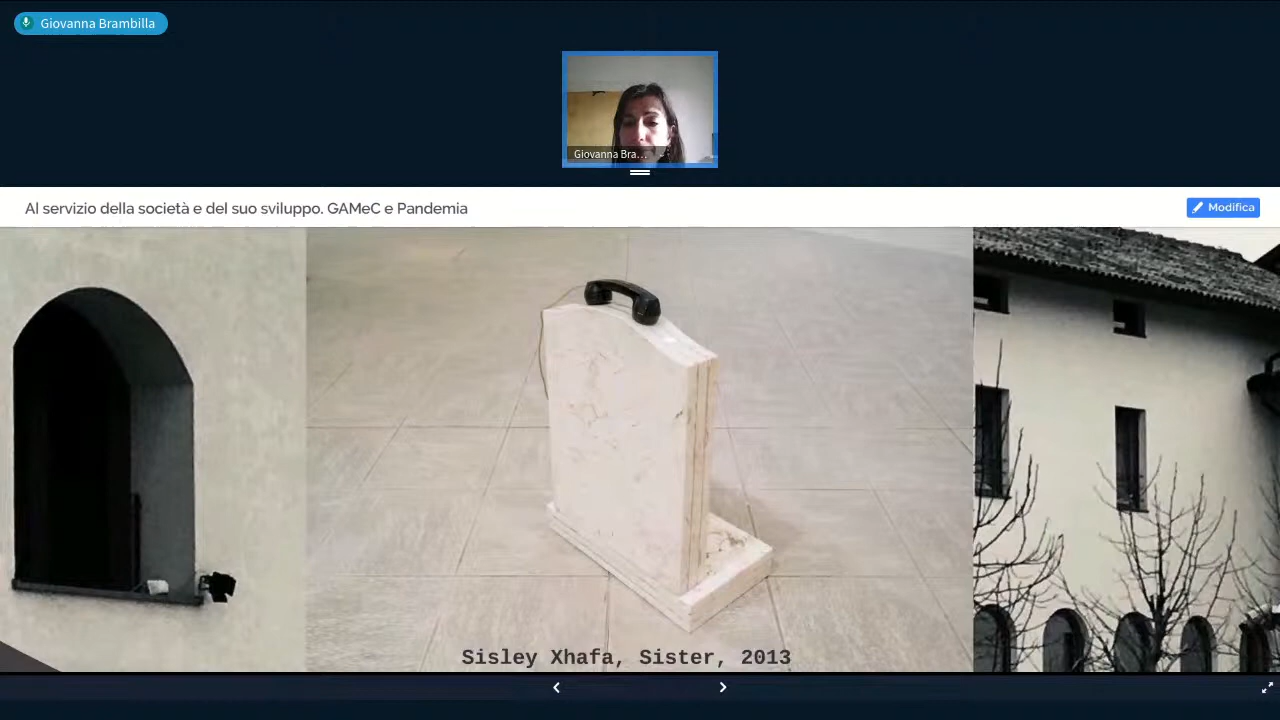 Giovanna Brambilla
Giovanna Bra...
Al servizio della società e del suo sviluppo. GAMeC e Pandemia
Modifica
Sisley Xhafa, Sister, 2013